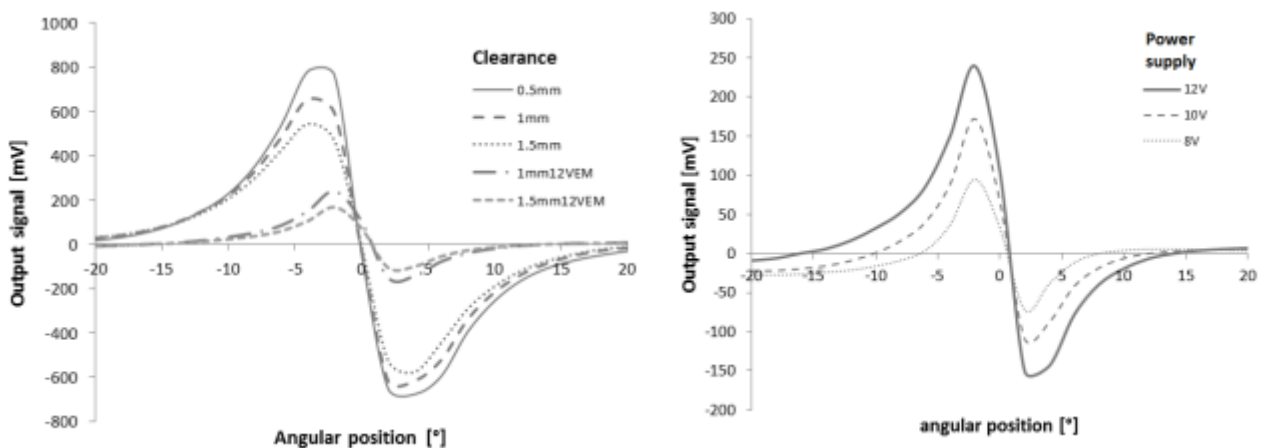 Output signal [mV]
1000
800
600
400
200
0
-200
-400
-600
-800
-20
-15
-10
-5
0
5
10
15
20
Angular position [°]
Clearance
0.5mm
1mm
1.5mm
1mm12VEM
1.5mm12VEM
Output signal [mV]
300
250
200
150
100
50
0
-50
-100
-150
-200
-20
-15
-10
-5
0
5
10
15
20
angular position [°]
Power
supply
12V
10V
8V